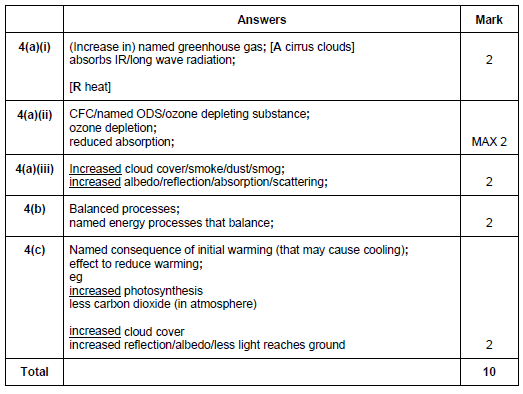 Answers Mark
4(a)(i) (Increase in) named greenhouse gas; [A cirrus clouds]
absorbs IR/long wave radiation; 2
[R heat]
4(a)(ii) CFC/named ODS/ozone depleting substance;
ozone depletion;
reduced absorption; MAX 2
4(a)(iii) Increased cloud cover/smoke/dust/smog;
increased albedo/reflection/absorption/scattering; 2
4(b) Balanced processes;
named energy processes that balance; 2
4(c) Named consequence of initial warming (that may cause cooling);
effect to reduce warming;
eg
increased photosynthesis
less carbon dioxide (in atmosphere)
increased cloud cover
increased reflection/albedo/less light reaches ground 2
Total 10